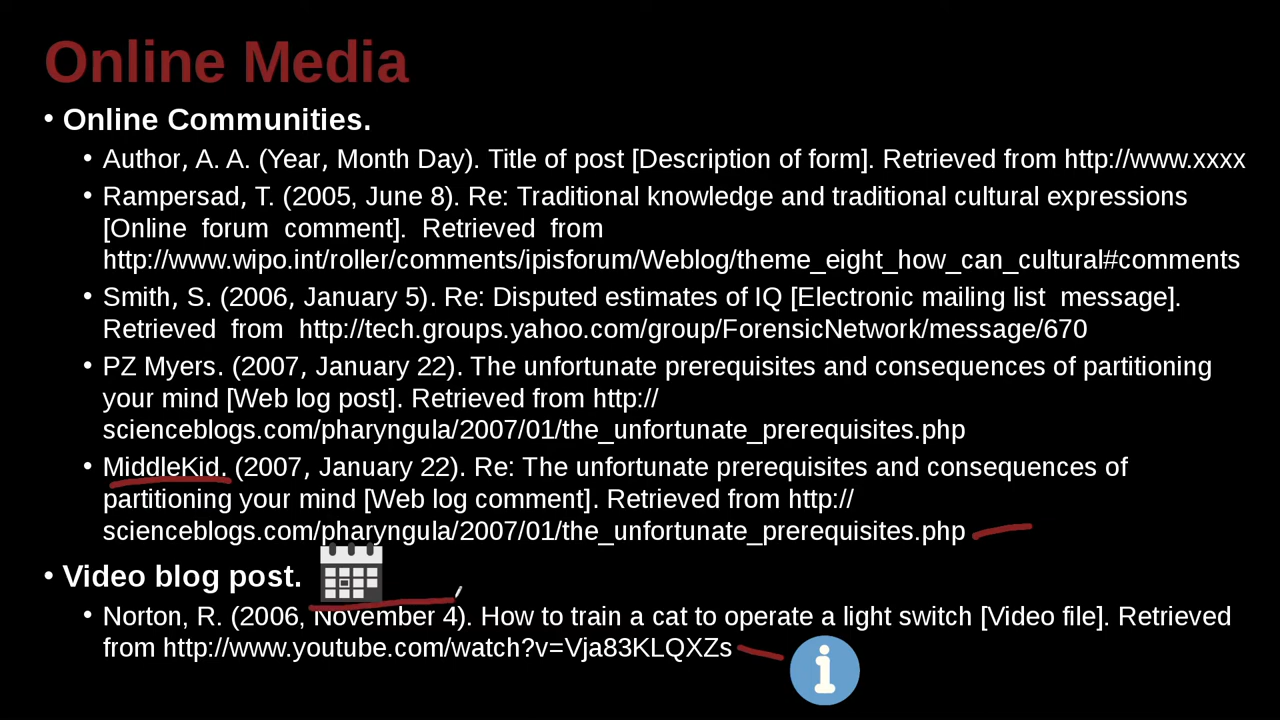 Online Media
• Online Communities.
• Author, A. A. (Year, Month Day). Title of post [Description of form]. Retrieved from http://www.xxxx
• Rampersad, T. (2005, June 8). Re: Traditional knowledge and traditional cultural expressions
[Online forum comment]. Retrieved from
http://www.wipo.int/roller/comments/ipisforum/Weblog/theme_eight_how_can_cultural#comments
• Smith, S. (2006, January 5). Re: Disputed estimates of IQ [Electronic mailing list message].
Retrieved from http://tech.groups.yahoo.com/group/ForensicNetwork/message/670
• PZ Myers. (2007, January 22). The unfortunate prerequisites and consequences of partitioning
your mind [Web log post]. Retrieved from http://
scienceblogs.com/pharyngula/2007/01/the_unfortunate_prerequisites.php
• MiddleKid. (2007, January 22). Re: The unfortunate prerequisites and consequences of
partitioning your mind [Web log comment]. Retrieved from http://
scienceblogs.com/pharyngula/2007/01/the_unfortunate_prerequisites.php
• Video blog post.
• Norton, R. (2006, November 4). How to train a cat to operate a light switch [Video file]. Retrieved
from http://www.youtube.com/watch?v=Vja83KLQXZs
i